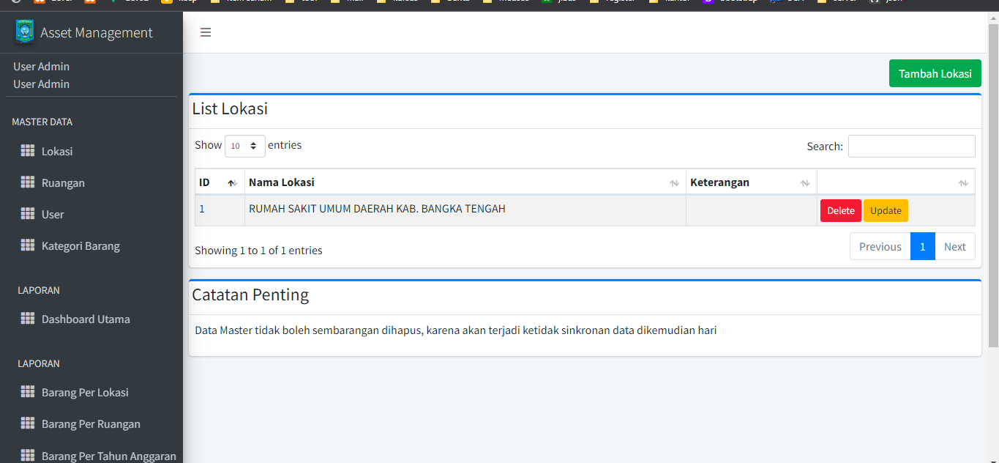 Asset Management
User Admin
User Admin
MASTER DATA
Lokasi
Ruangan
User
Kategori Barang
LAPORAN
Dashboard Utama
LAPORAN
Barang Per Lokasi
Barang Per Ruangan
Barang Per Tahun Anggaran
Tambah Lokasi
List Lokasi
Show 10 entries Search:
ID Nama Lokasi Keterangan
1 RUMAH SAKIT UMUM DAERAH KAB. BANGKA TENGAH Delete Update
Showing 1 to 1 of 1 entries Previous 1 Next
Catatan Penting
Data Master tidak boleh sembarangan dihapus, karena akan terjadi ketidak sinkronan data dikemudian hari